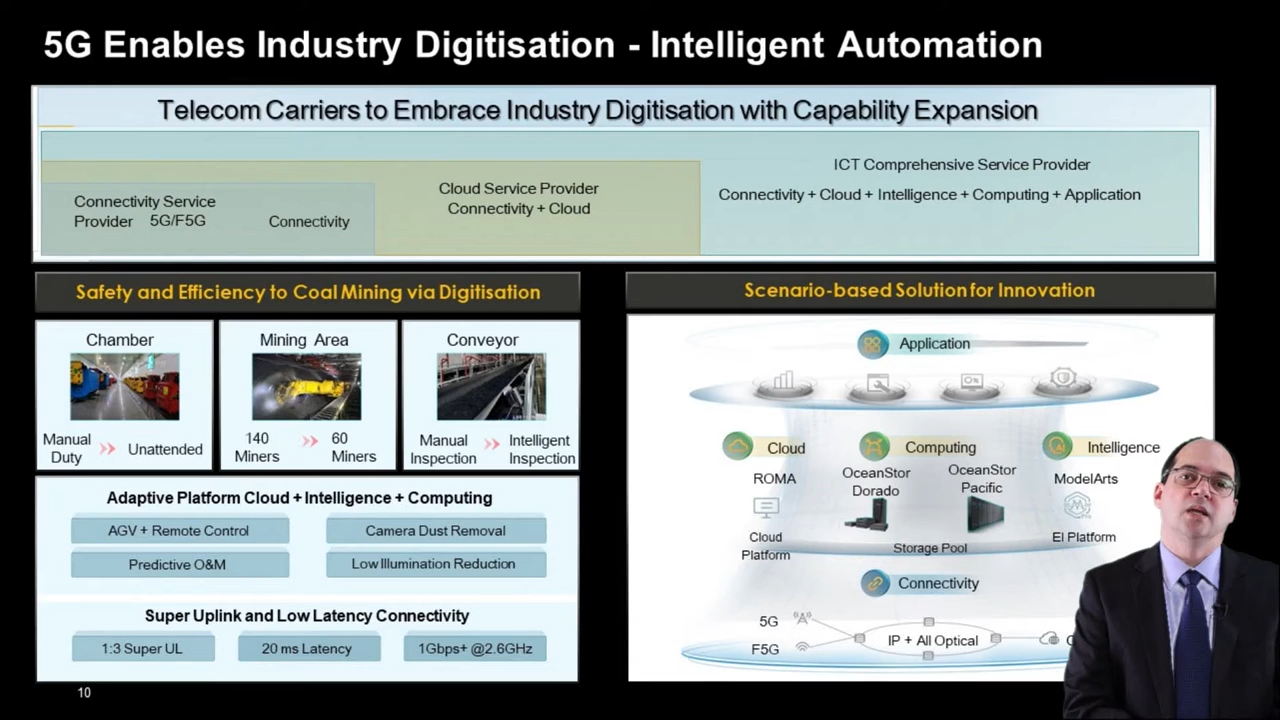 5G Enables Industry Digitisation - Intelligent Automation
Telecom Carriers to Embrace Industry Digitisation with Capability Expansion
Connectivity Service
Provider 5G/F5G
Connectivity
Cloud Service Provider
Connectivity + Cloud
ICT Comprehensive Service Provider
Connectivity + Cloud + Intelligence + Computing + Application
Safety and Efficiency to Coal Mining via Digitisation
Chamber
Manual
Duty
Unattended
Mining Area
140
Miners
60
Miners
Conveyor
Manual
Inspection
Intelligent
Inspection
Adaptive Platform Cloud + Intelligence + Computing
AGV + Remote Control
Camera Dust Removal
Predictive O&M
Low Illumination Reduction
Super Uplink and Low Latency Connectivity
1:3 Super UL
20 ms Latency
1Gbps+ @2.6GHz
Scenario-based Solution for Innovation
Application
Cloud
Computing
Intelligence
ROMA
OceanStor
Dorado
OceanStor
Pacific
ModelArts
Cloud
Platform
Storage Pool
EI Platform
Connectivity
5G
F5G
IP + All Optical
10